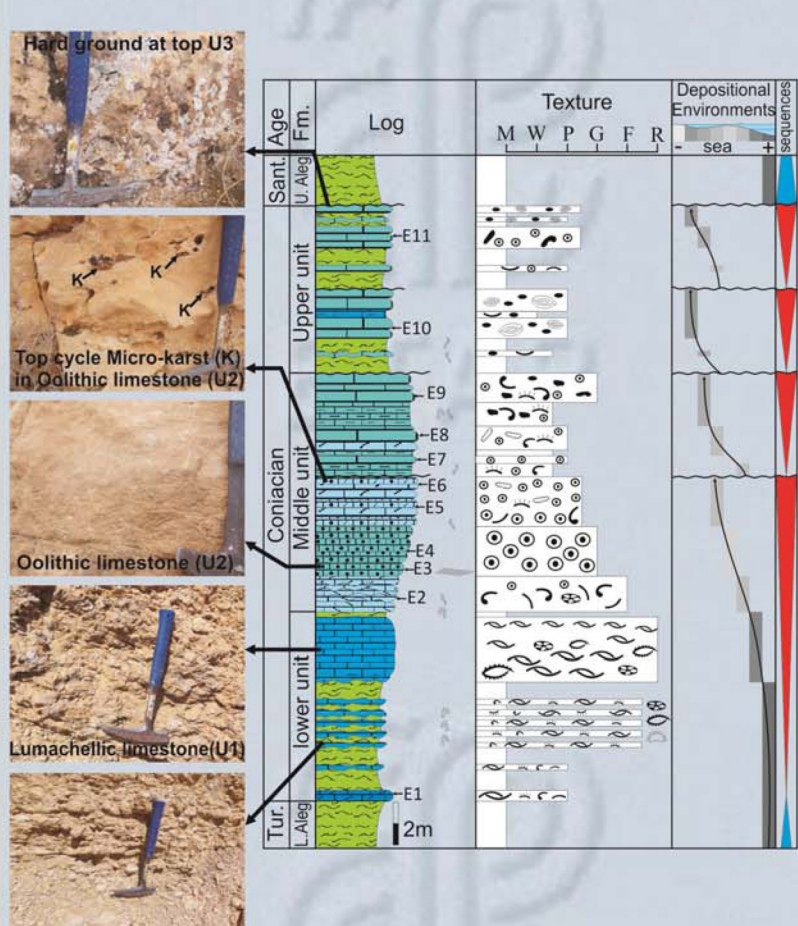 Hard ground at top U3
K
K
K
Top cycle Micro-karst (K)
in Oolithic limestone (U2)
Oolithic limestone (U2)
Lumachellic limestone(U1)
Age
Fm.
Log
Texture
M W P G F R
Depositional
Environments
- sea +
sequences
Sant.
U. Aleg
Coniacian
Upper unit
Middle unit
lower unit
Tur.
L.Aleg
E11
E10
E9
E8
E7
E6
E5
E4
E3
E2
E1
2m